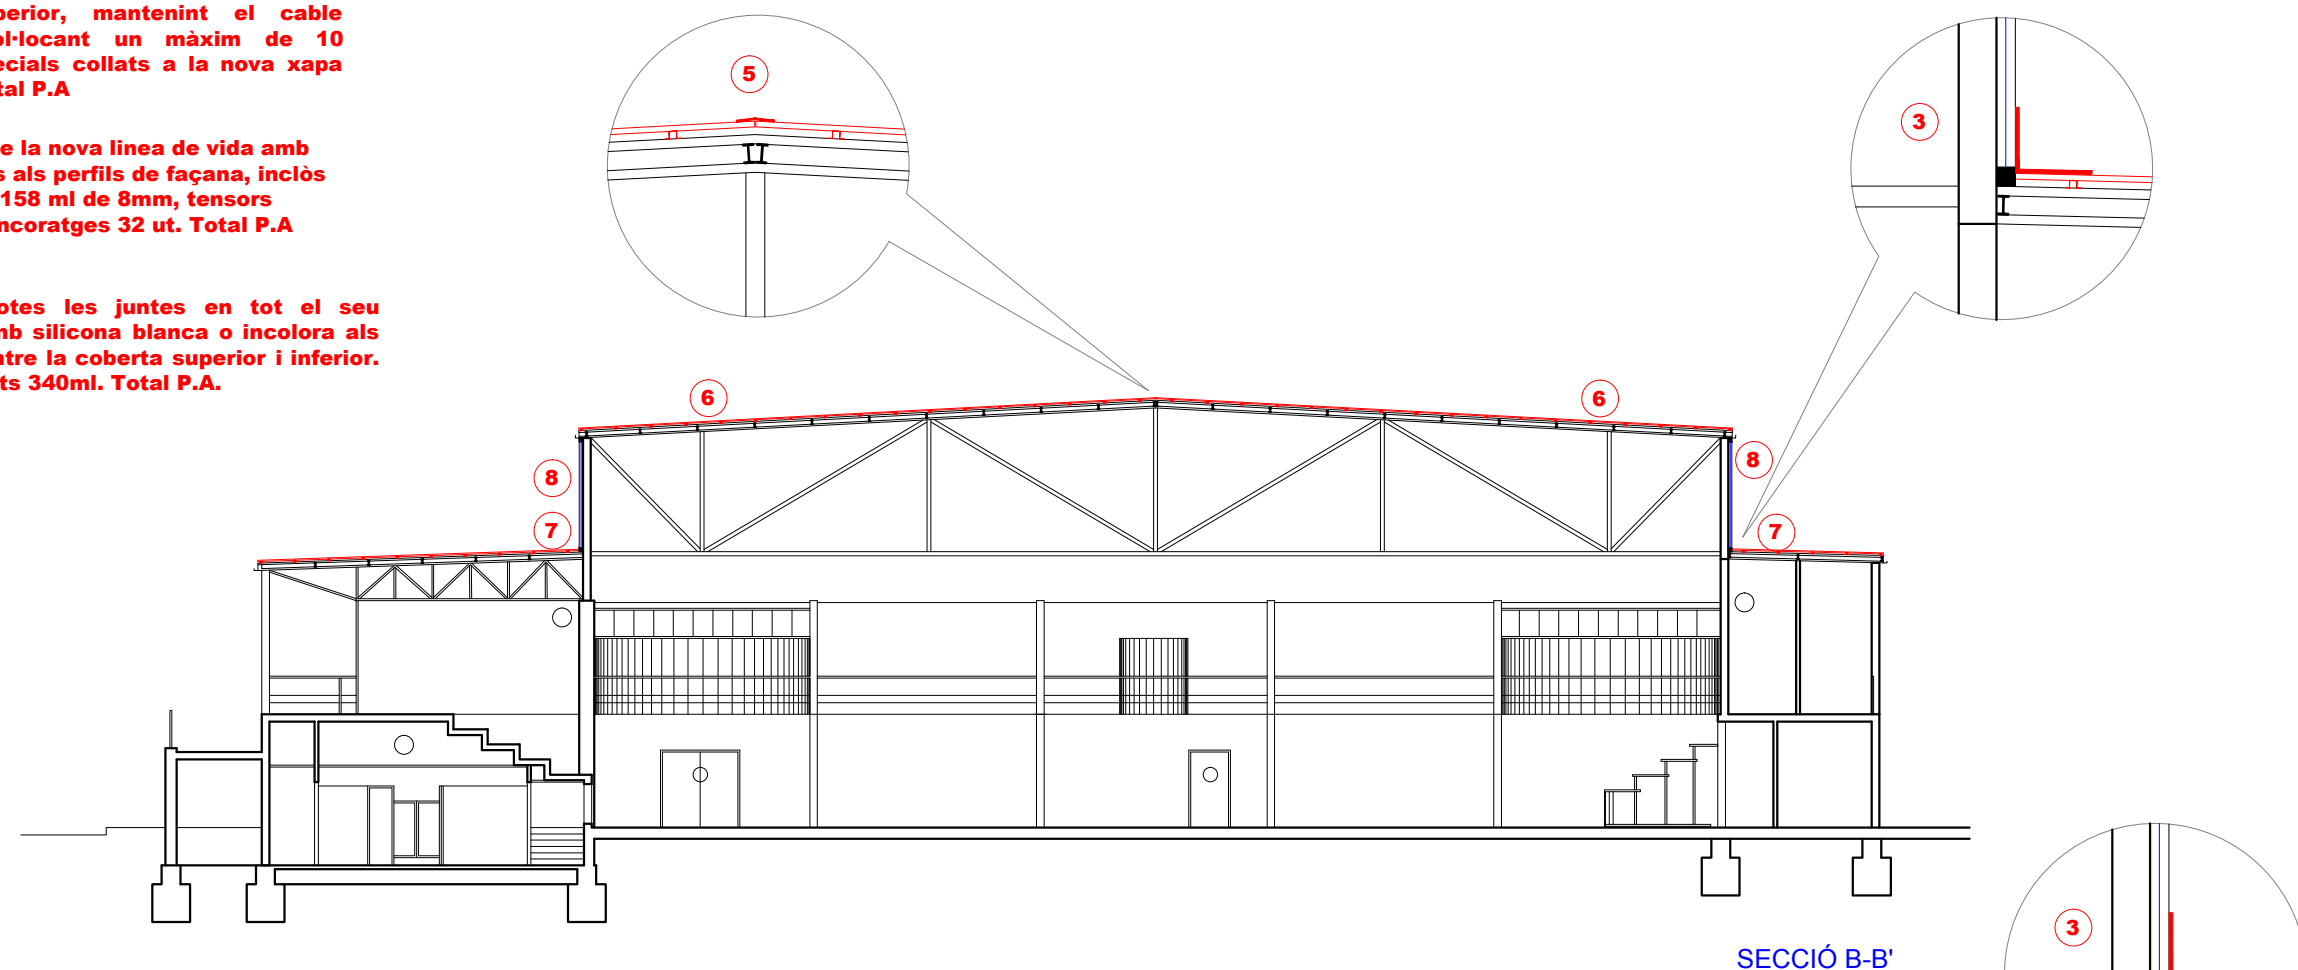 perior, mantenint el cable
ol·locant un màxim de 10
ecials collats a la nova xapa
tal P.A
e la nova linea de vida amb
s als perfils de façana, inclòs
158 ml de 8mm, tensors
ncoratges 32 ut. Total P.A
otes les juntes en tot el seu
mb silicona blanca o incolora als
ntre la coberta superior i inferior.
ts 340ml. Total P.A.
5
3
6
6
8
8
7
7
3
SECCIÓ B-B'